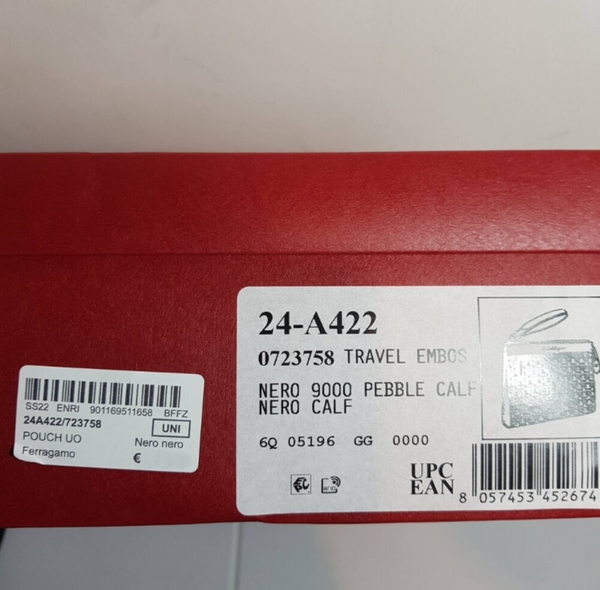 24-A422
0723758 TRAVEL EMBOS
NERO 9000 PEBBLE CALF
NERO CALF
6Q 05196 GG 0000
UPC
EAN
8 057453 452674
SS22 ENRI 901169511658 BFFZ
24A422/723758
UNI
POUCH UO
Nero nero
Ferragamo
€